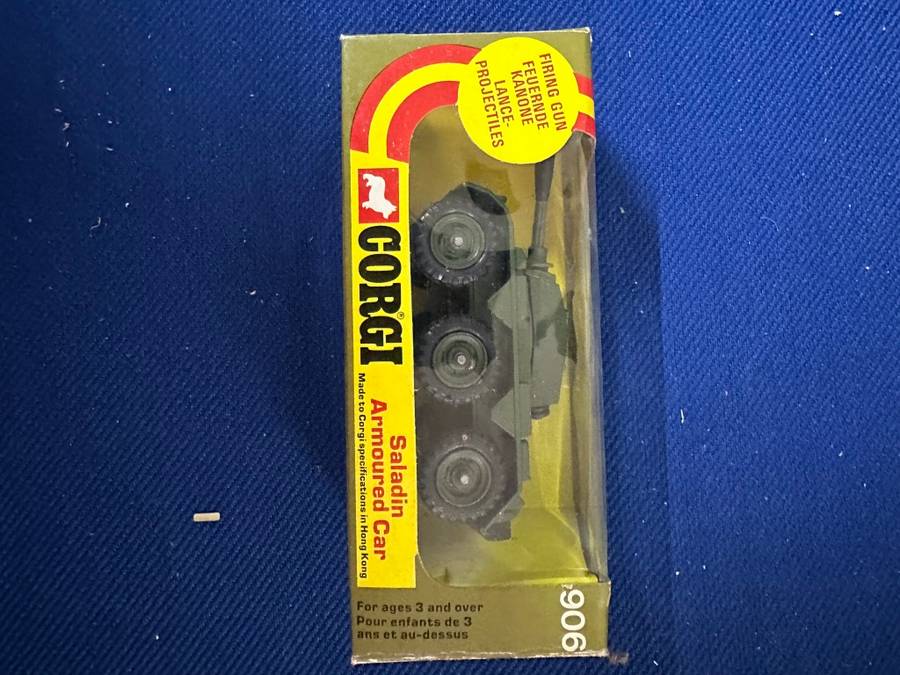 FIRING GUN
FEUERNDE
KANONE
LANCE-
PROJECTILES
CORGI®
Saladin
Armoured Car
Made to Corgi specifications in Hong Kong
For ages 3 and over
Pour enfants de 3
ans et au-dessus
906